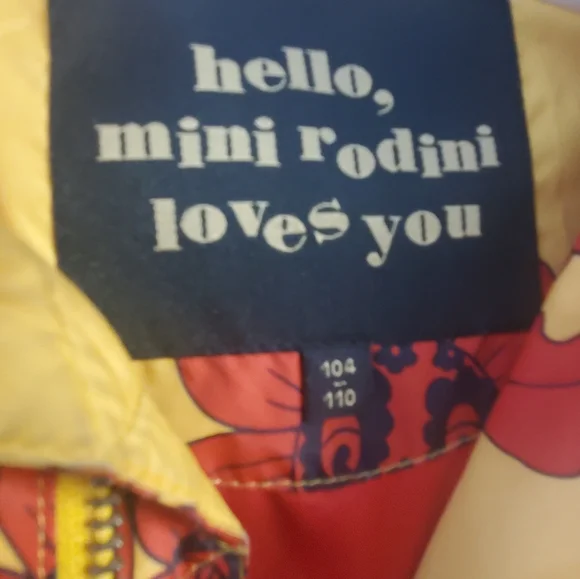 hello,
mini rodini
loves you
104
-
110